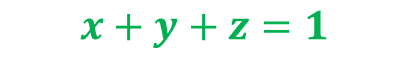 x + y + z = 1